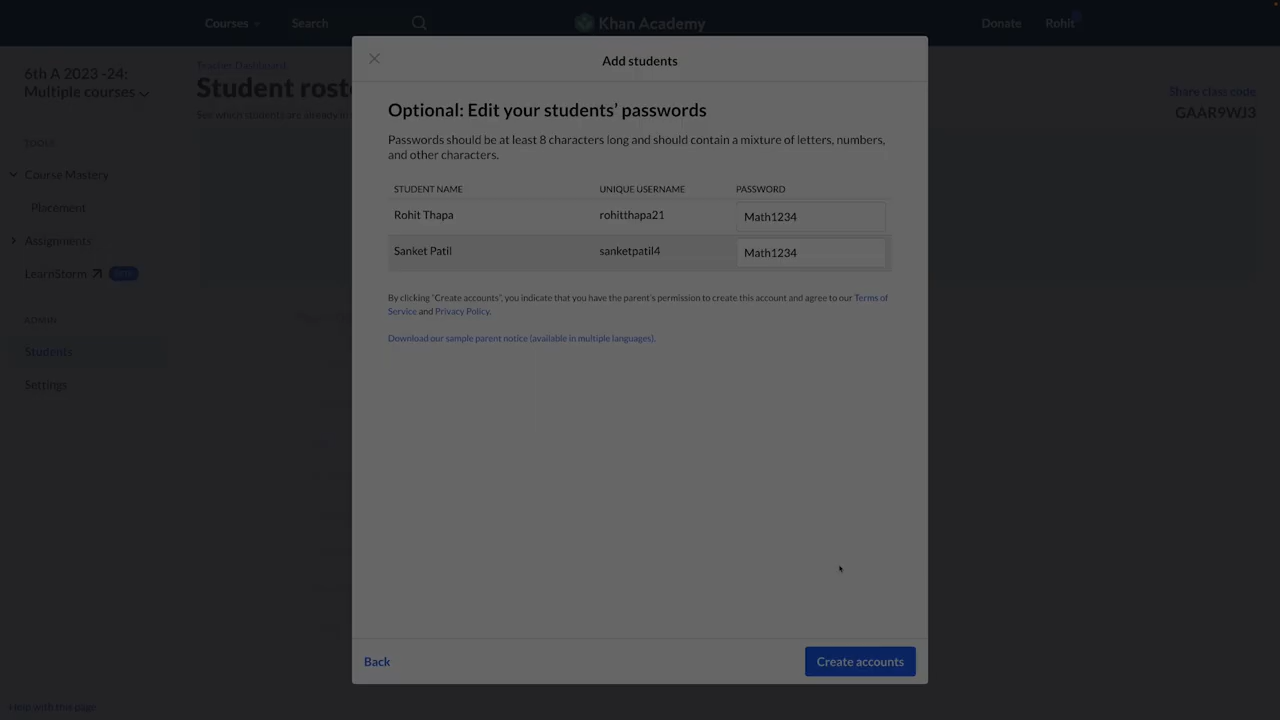 Courses
Search
Khan Academy
Donate
Rohit
Add students
6th A 2023 -24:
Multiple courses
Teacher Dashboard
Student rost
See which students are already in
Share class code
GAAR9WJ3
TOOLS
Course Mastery
Placement
Assignments
LearnStorm
BETA
ADMIN
Students
Settings
Optional: Edit your students' passwords
Passwords should be at least 8 characters long and should contain a mixture of letters, numbers,
and other characters.
STUDENT NAME UNIQUE USERNAME PASSWORD
Rohit Thapa rohitthapa21 Math1234
Sanket Patil sanketpatil4 Math1234
By clicking "Create accounts", you indicate that you have the parent's permission to create this account and agree to our Terms of
Service and Privacy Policy.
Download our sample parent notice (available in multiple languages).
Back
Create accounts
Help with this page